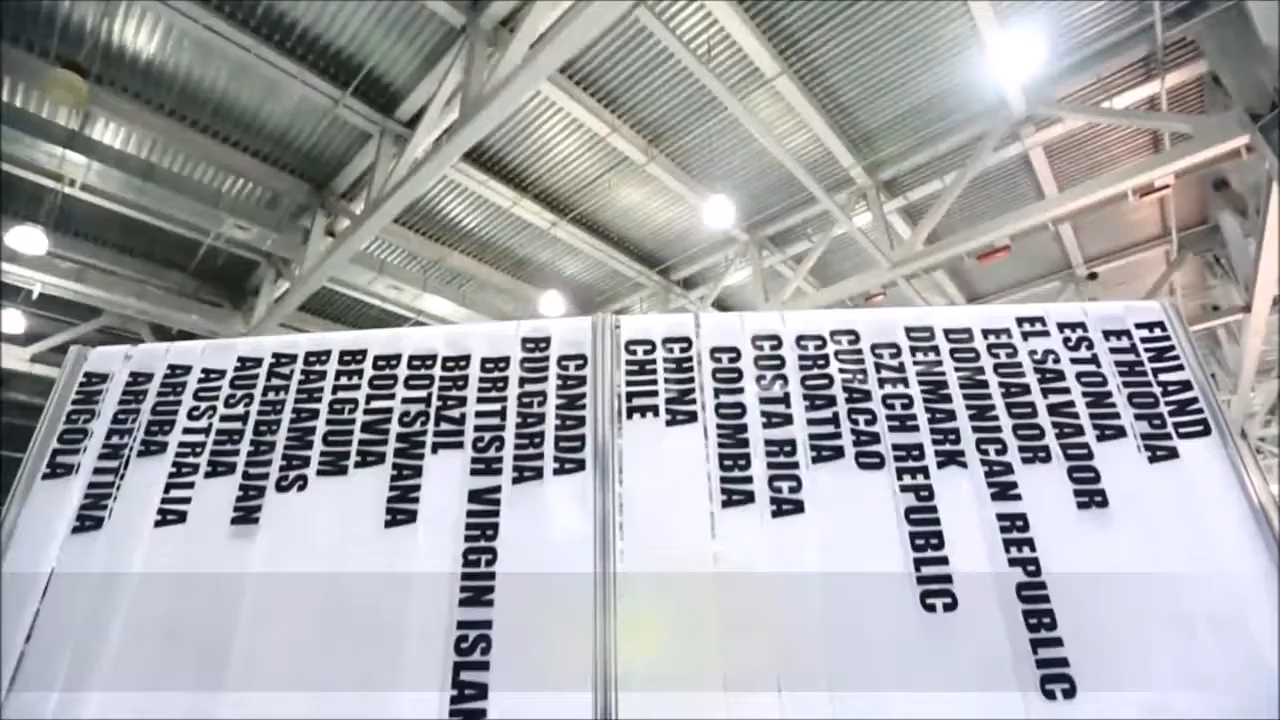 ANGOLA
ARGENTINA
ARUBA
AUSTRALIA
AUSTRIA
AZERBAIJAN
BAHAMAS
BELGIUM
BOLIVIA
BOTSWANA
BRAZIL
BRITISH VIRGIN ISLAN
BULGARIA
CANADA
CHILE
CHINA
COLOMBIA
COSTA RICA
CROATIA
CURACAO
CZECH REPUBLIC
DENMARK
DOMINICAN REPUBLIC
ECUADOR
EL SALVADOR
ESTONIA
ETHIOPIA
FINLAND